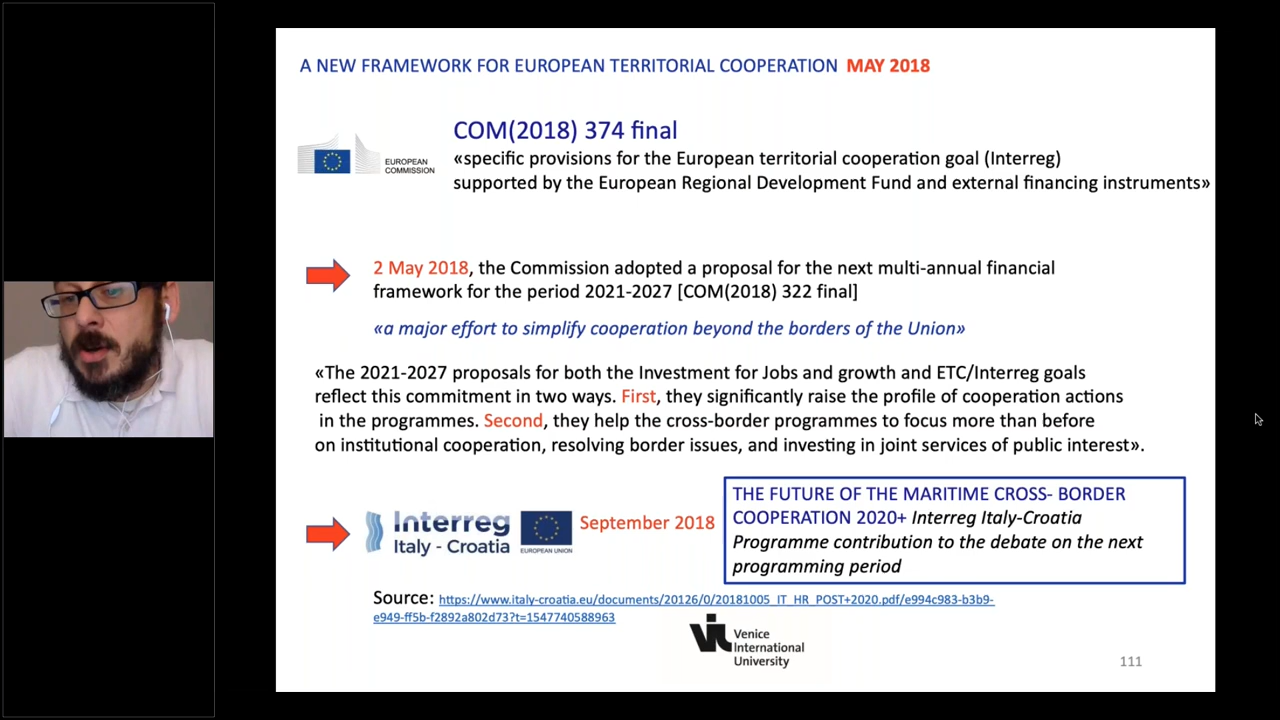 A NEW FRAMEWORK FOR EUROPEAN TERRITORIAL COOPERATION MAY 2018
COM(2018) 374 final
«specific provisions for the European territorial cooperation goal (Interreg)
supported by the European Regional Development Fund and external financing instruments»
EUROPEAN
COMMISSION
2 May 2018, the Commission adopted a proposal for the next multi-annual financial
framework for the period 2021-2027 [COM(2018) 322 final]
«a major effort to simplify cooperation beyond the borders of the Union»
«The 2021-2027 proposals for both the Investment for Jobs and growth and ETC/Interreg goals
reflect this commitment in two ways. First, they significantly raise the profile of cooperation actions
in the programmes. Second, they help the cross-border programmes to focus more than before
on institutional cooperation, resolving border issues, and investing in joint services of public interest».
Interreg
Italy - Croatia
EUROPEAN UNION
September 2018
THE FUTURE OF THE MARITIME CROSS- BORDER
COOPERATION 2020+ Interreg Italy-Croatia
Programme contribution to the debate on the next
programming period
Source: https://www.italy-croatia.eu/documents/20126/0/20181005_IT_HR_POST+2020.pdf/e994c983-b3b9-
e949-ff5b-f2892a802d73?t=1547740588963
Venice
International
University
111